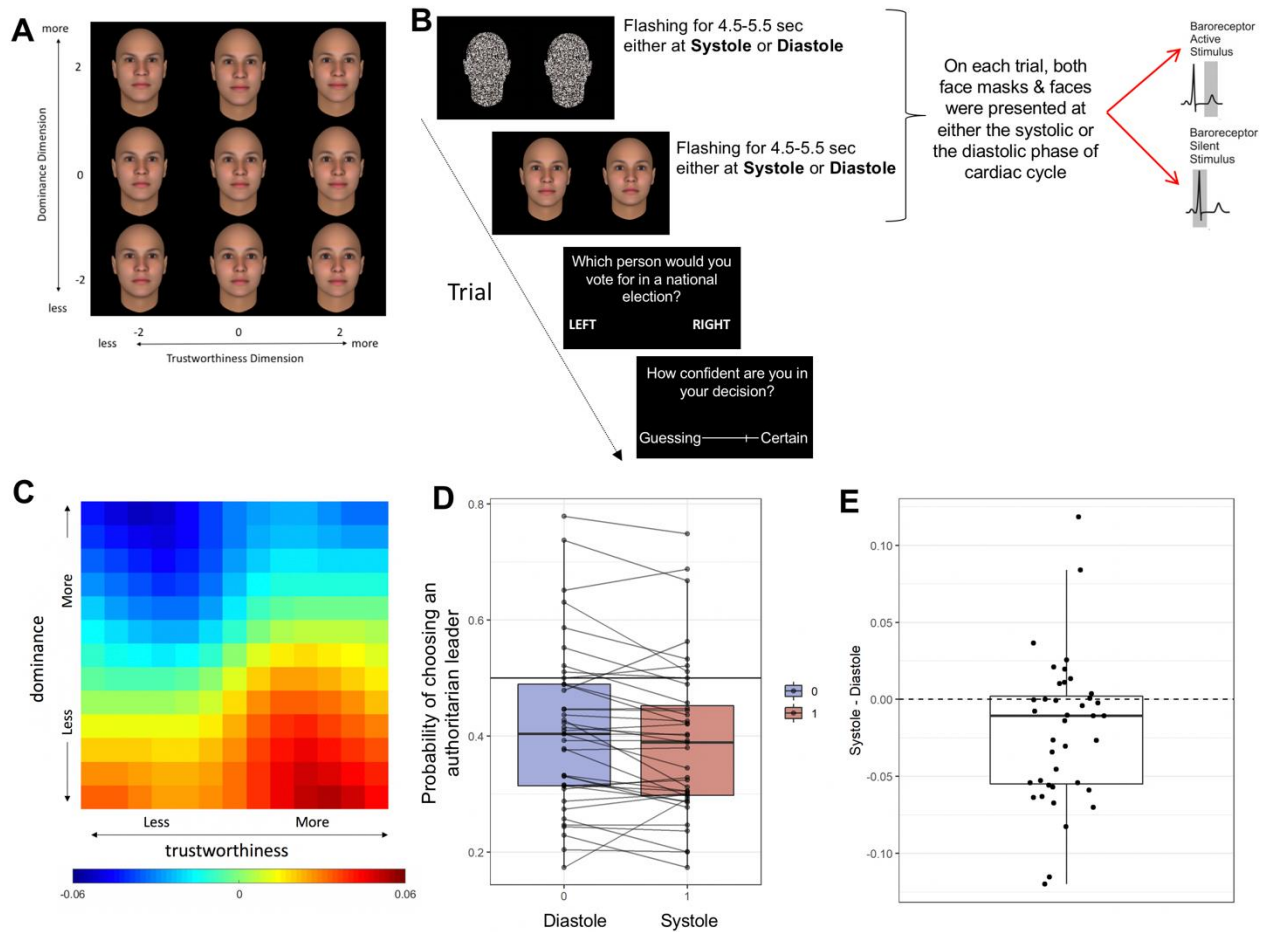 A
more
2
Dominance Dimension
0
-2
less
-2
0
2
less
more
Trustworthiness Dimension
B
Flashing for 4.5-5.5 sec
either at Systole or Diastole
Flashing for 4.5-5.5 sec
either at Systole or Diastole
Which person would you
vote for in a national
election?
LEFT
RIGHT
Trial
How confident are you in
your decision?
Guessing
Certain
On each trial, both
face masks & faces
were presented at
either the systolic or
the diastolic phase of
cardiac cycle
Baroreceptor
Active
Stimulus
Baroreceptor
Silent
Stimulus
C
More
dominance
Less
Less
More
trustworthiness
-0.06
0
0.06
D
Probability of choosing an
authoritarian leader
0.8
0.6
0.4
0.2
0
1
Diastole
Systole
0
1
E
Systole - Diastole
0.10
0.05
0.00
-0.05
-0.10